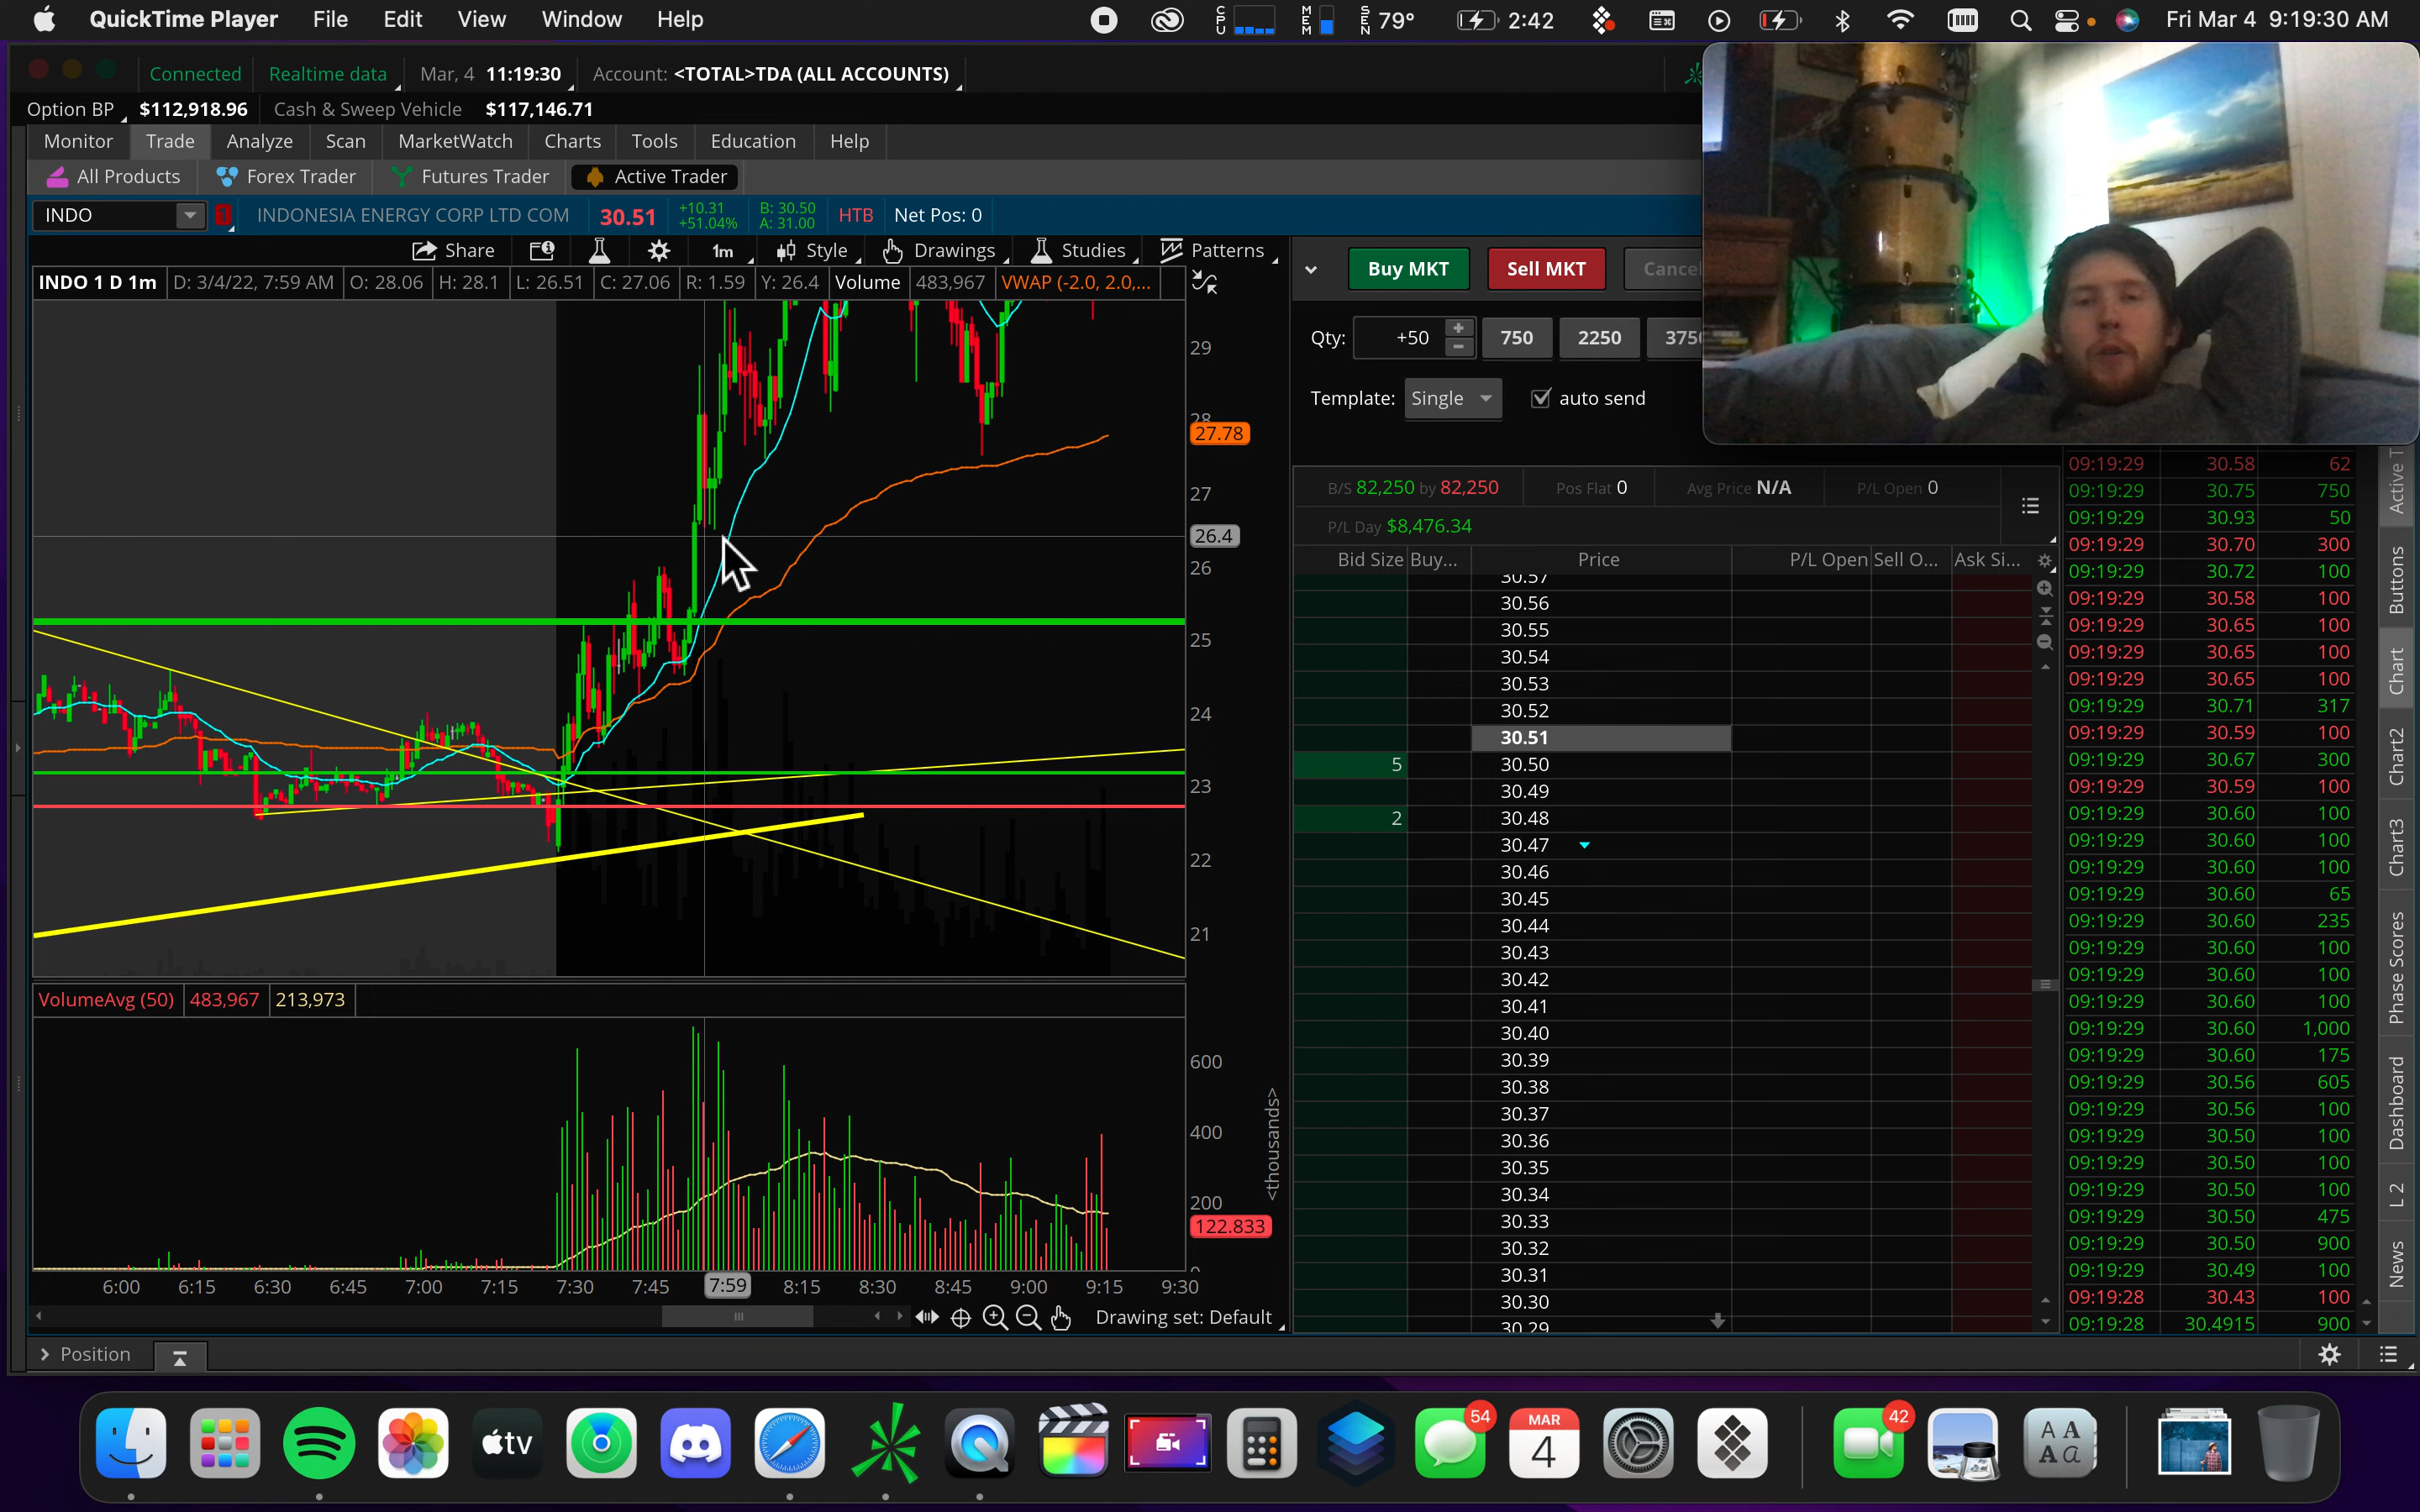 QuickTime Player File Edit View Window Help CPU MEM SEN 79° 2:42 Fri Mar 4 9:19:30 AM
Connected Realtime data Mar, 4 11:19:30 Account: <TOTAL>TDA (ALL ACCOUNTS)
Option BP $112,918.96 Cash & Sweep Vehicle $117,146.71
Monitor Trade Analyze Scan MarketWatch Charts Tools Education Help
All Products Forex Trader Futures Trader Active Trader
INDO INDONESIA ENERGY CORP LTD COM 30.51 +10.31 +51.04% B: 30.50 A: 31.00 HTB Net Pos: 0
Share 1m Style Drawings Studies Patterns
INDO 1 D 1m D: 3/4/22, 7:59 AM O: 28.06 H: 28.1 L: 26.51 C: 27.06 R: 1.59 Y: 26.4 Volume 483,967 VWAP (-2.0, 2.0,...
29
28
27.78
27
26.4
26
25
24
23
22
21
VolumeAvg (50) 483,967 213,973
600
400
200
122.833
0
<thousands>
6:00 6:15 6:30 6:45 7:00 7:15 7:30 7:45 7:59 8:15 8:30 8:45 9:00 9:15 9:30
Drawing set: Default
Position
Buy MKT Sell MKT Cancel
Qty: +50 750 2250 375
Template: Single auto send
B/S 82,250 by 82,250 Pos Flat 0 Avg Price N/A P/L Open 0
P/L Day $8,476.34
Bid Size Buy... Price P/L Open Sell O... Ask Si...
30.57
30.56
30.55
30.54
30.53
30.52
30.51
5 30.50
30.49
2 30.48
30.47
30.46
30.45
30.44
30.43
30.42
30.41
30.40
30.39
30.38
30.37
30.36
30.35
30.34
30.33
30.32
30.31
30.30
30.29
09:19:29 30.58 62
09:19:29 30.75 750
09:19:29 30.93 50
09:19:29 30.70 300
09:19:29 30.72 100
09:19:29 30.58 100
09:19:29 30.65 100
09:19:29 30.65 100
09:19:29 30.65 100
09:19:29 30.71 317
09:19:29 30.59 100
09:19:29 30.67 300
09:19:29 30.59 100
09:19:29 30.60 100
09:19:29 30.60 100
09:19:29 30.60 100
09:19:29 30.60 65
09:19:29 30.60 235
09:19:29 30.60 100
09:19:29 30.60 100
09:19:29 30.60 100
09:19:29 30.60 1,000
09:19:29 30.60 175
09:19:29 30.56 605
09:19:29 30.56 100
09:19:29 30.50 100
09:19:29 30.50 100
09:19:29 30.50 100
09:19:29 30.50 475
09:19:29 30.50 900
09:19:29 30.49 100
09:19:28 30.43 100
09:19:28 30.4915 900
Active T
Buttons
Chart
Chart2
Chart3
Phase Scores
Dashboard
L 2
News
tv
54
MAR
4
42
A A
A a